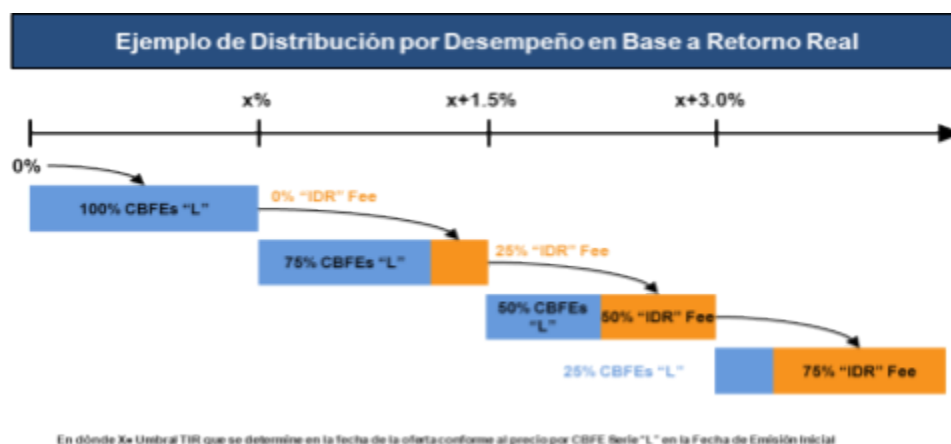 Ejemplo de Distribución por Desempeño en Base a Retorno Real
x% x+1.5% x+3.0%
0%
100% CBFEs "L" 0% "IDR" Fee
75% CBFEs "L" 25% "IDR" Fee
50% CBFEs
"L" 50% "IDR" Fee
25% CBFEs "L" 75% "IDR" Fee
En dónde X= Umbral TIR que se determine en la fecha de la oferta conforme al precio por CBFE Serie "L" en la Fecha de Emisión Inicial